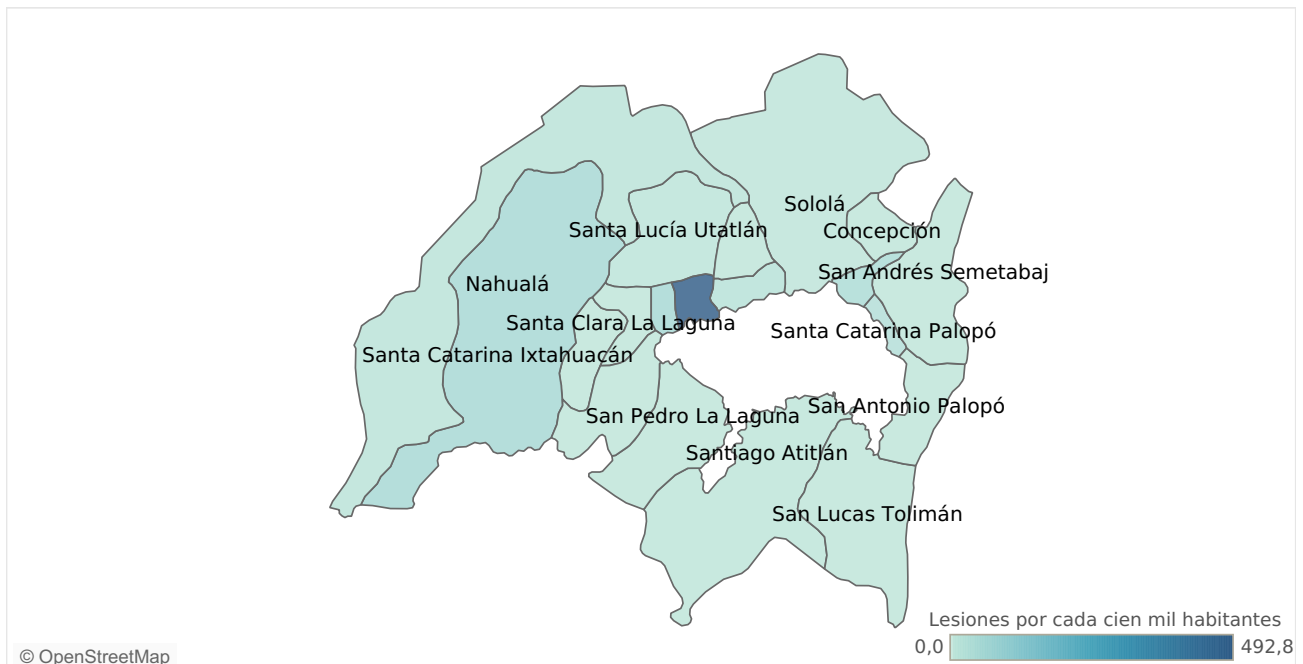 Sololá
Santa Lucía Utatlán
Concepción
San Andrés Semetabaj
Nahualá
Santa Clara La Laguna
Santa Catarina Palopó
Santa Catarina Ixtahuacán
San Antonio Palopó
San Pedro La Laguna
Santiago Atitlán
San Lucas Tolimán
Lesiones por cada cien mil habitantes
0,0
492,8
© OpenStreetMap